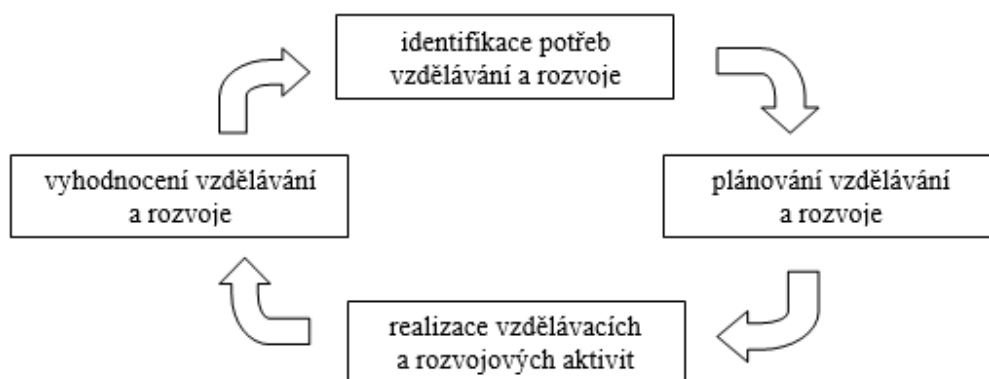 identifikace potřeb
vzdělávání a rozvoje
vyhodnocení vzdělávání
a rozvoje
plánování vzdělávání
a rozvoje
realizace vzdělávacích
a rozvojových aktivit